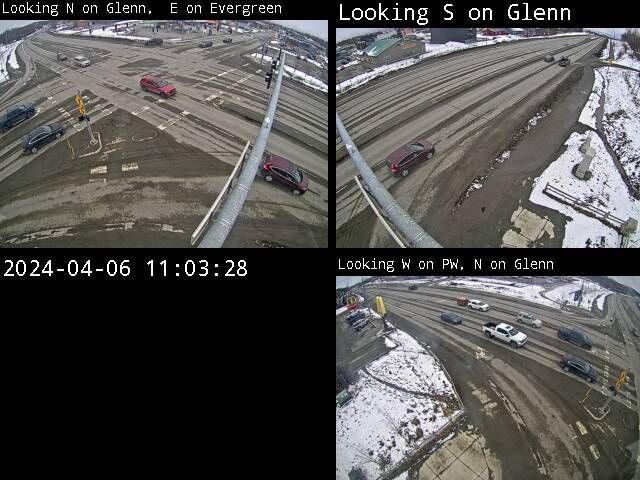 Looking N on Glenn,  E on Evergreen
Looking S on Glenn
2024-04-06 11:03:28
Looking W on PW, N on Glenn